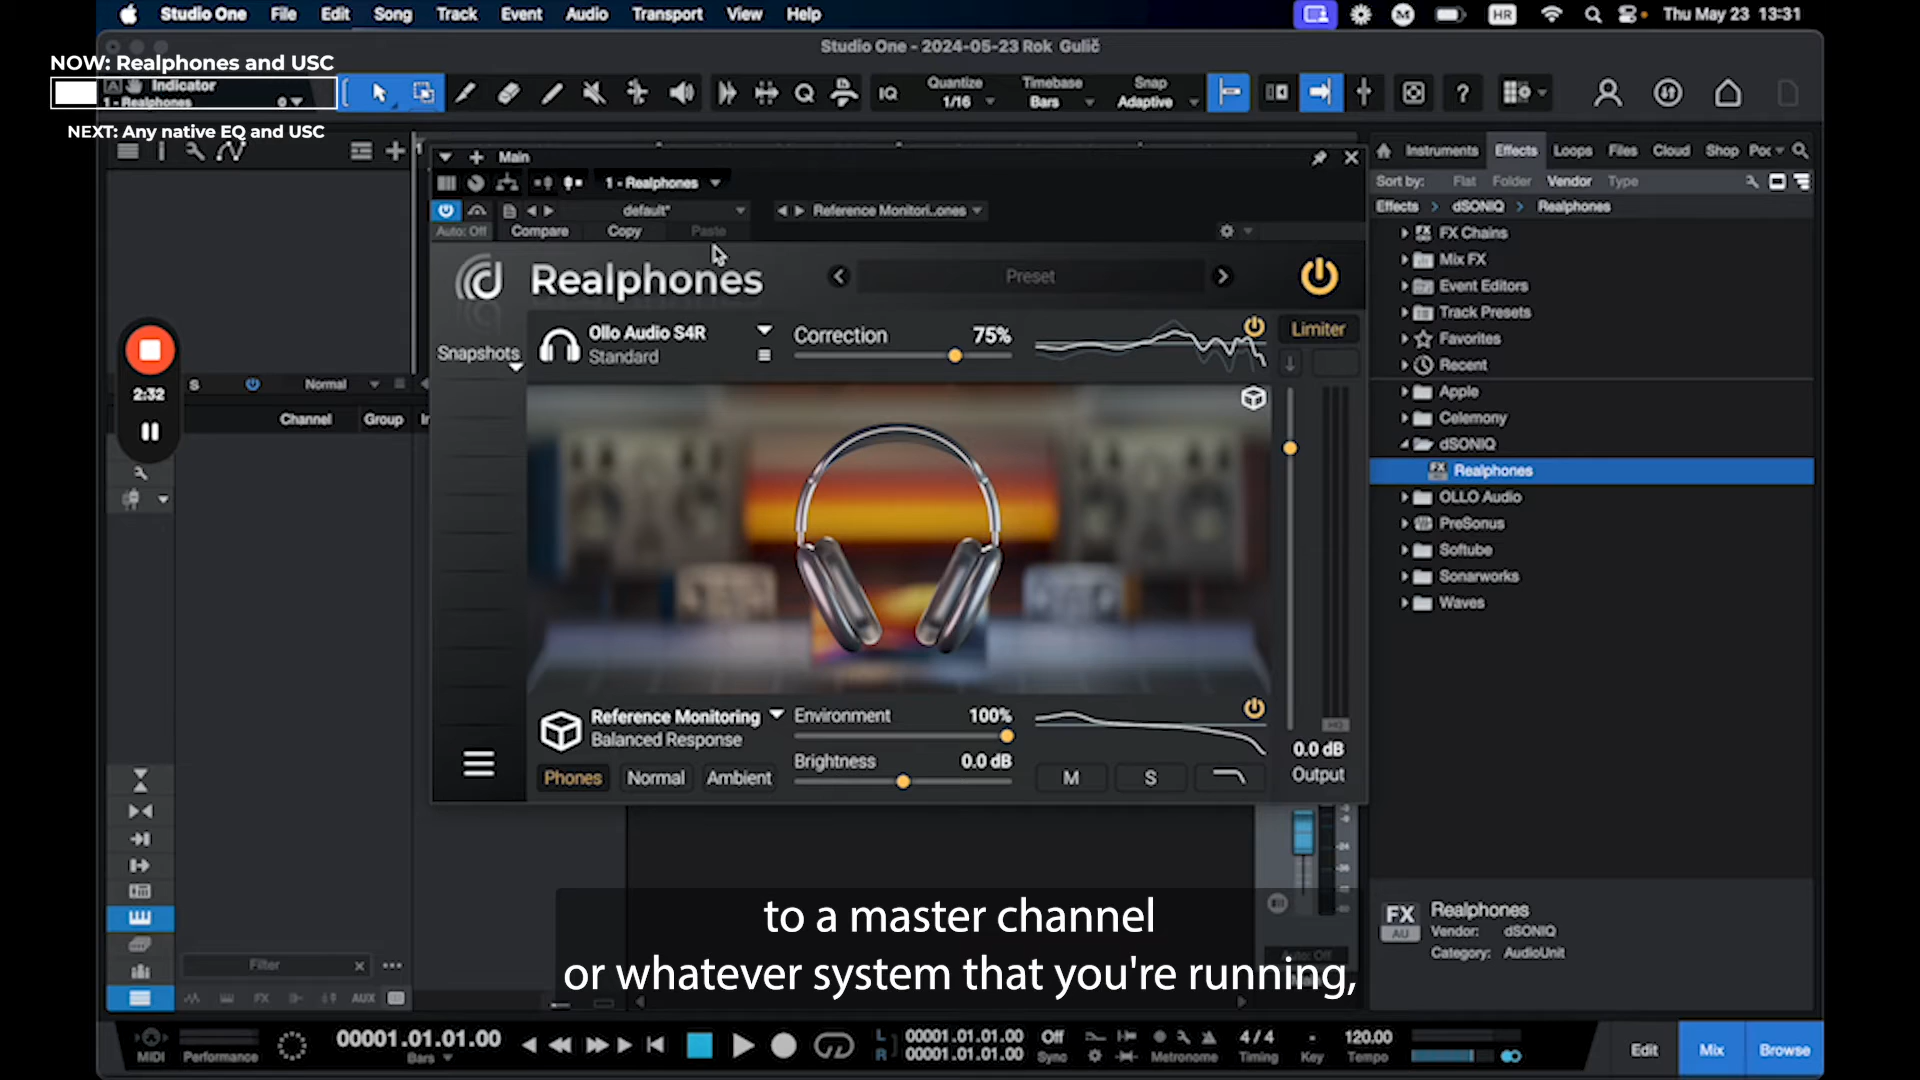 Studio One File Edit Song Track Event Audio Transport View Help
HR Thu May 23 13:31
Studio One - 2024-05-23 Rok Gulič
NOW: Realphones and USC
Indicator
1 - Realphones
NEXT: Any native EQ and USC
IQ
Quantize
1/16
Timebase
Bars
Snap
Adaptive
Main
1 - Realphones
default*
Reference Monitori..ones
Auto: Off Compare Copy Paste
Realphones
Preset
Snapshots
Ollo Audio S4R
Standard
Correction 75%
Limiter
Reference Monitoring
Balanced Response
Environment 100%
Brightness 0.0 dB
Phones Normal Ambient
M S
HQ
0.0 dB
Output
2:32
S Normal
Channel Group
Filter
FX AUX
Instruments Effects Loops Files Cloud Shop
Sort by: Flat Folder Vendor Type
Effects > dSONIQ > Realphones
FX Chains
Mix FX
Event Editors
Track Presets
Favorites
Recent
Apple
Celemony
dSONIQ
Realphones
OLLO Audio
PreSonus
Softube
Sonarworks
Waves
FX
AU
Realphones
Vendor: dSONIQ
Category: AudioUnit
to a master channel
or whatever system that you're running,
MIDI
Performance
00001.01.01.00
Bars
L 00001.01.01.00
R 00001.01.01.00
Off
Sync
Metronome
4 / 4
Timing
-
Key
120.00
Tempo
Edit Mix Browse